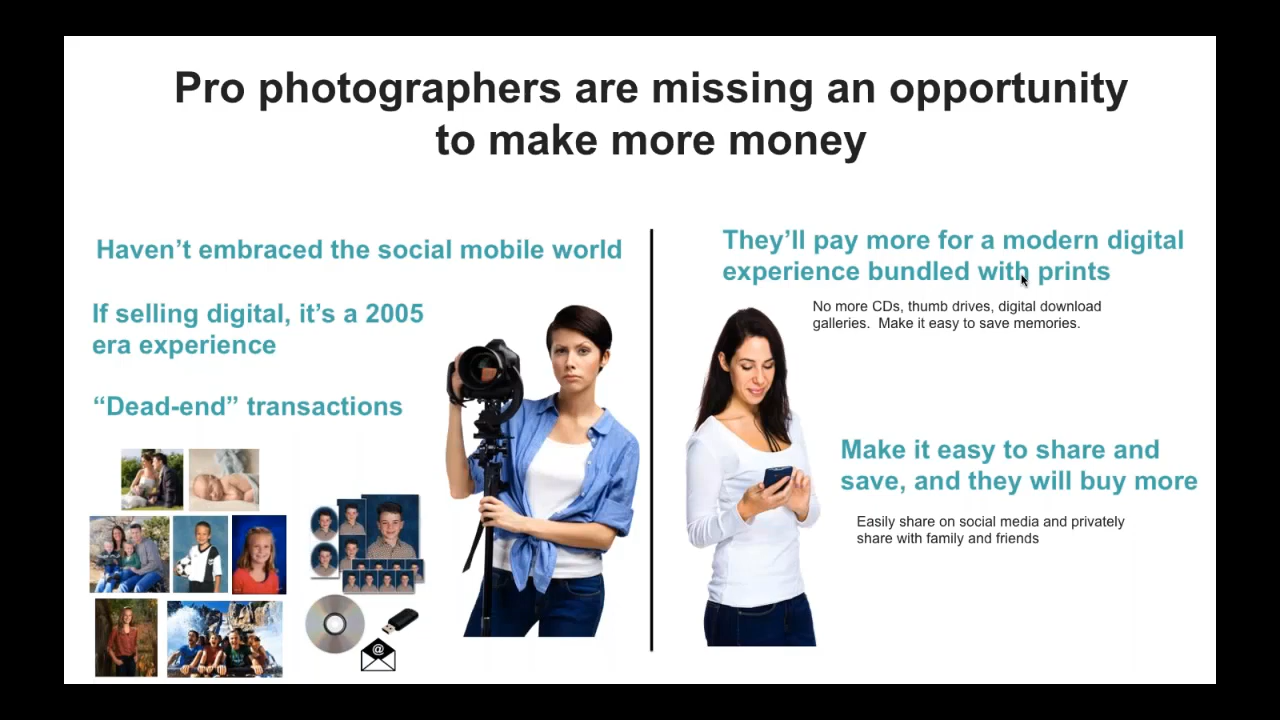 Pro photographers are missing an opportunity
to make more money
Haven’t embraced the social mobile world
If selling digital, it’s a 2005
era experience
“Dead-end” transactions
@
They’ll pay more for a modern digital
experience bundled with prints
No more CDs, thumb drives, digital download
galleries.  Make it easy to save memories.
Make it easy to share and
save, and they will buy more
Easily share on social media and privately
share with family and friends